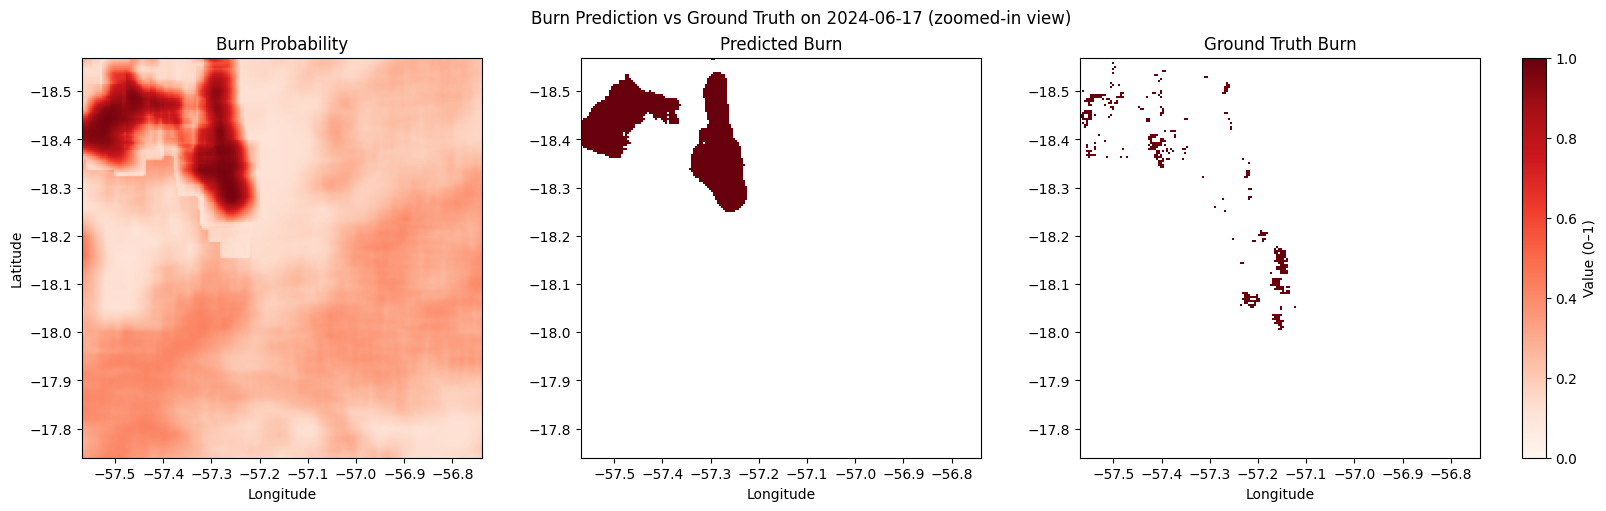 Burn Prediction vs Ground Truth on 2024-06-17 (zoomed-in view)
Burn Probability
−18.5
−18.4
−18.3
−18.2
−18.1
−18.0
−17.9
−17.8
Latitude
−57.5 −57.4 −57.3 −57.2 −57.1 −57.0 −56.9 −56.8
Longitude
Predicted Burn
−18.5
−18.4
−18.3
−18.2
−18.1
−18.0
−17.9
−17.8
−57.5 −57.4 −57.3 −57.2 −57.1 −57.0 −56.9 −56.8
Longitude
Ground Truth Burn
−18.5
−18.4
−18.3
−18.2
−18.1
−18.0
−17.9
−17.8
−57.5 −57.4 −57.3 −57.2 −57.1 −57.0 −56.9 −56.8
Longitude
1.0
0.8
0.6
0.4
0.2
0.0
Value (0–1)